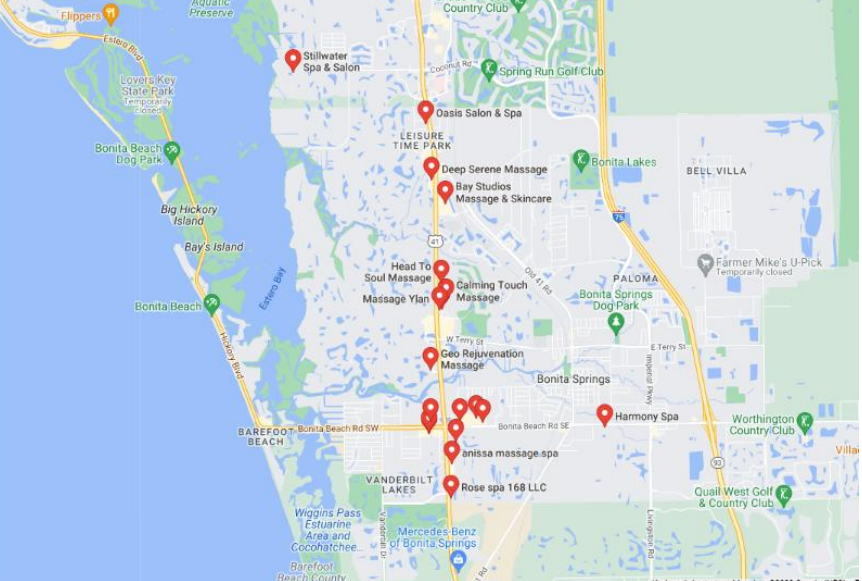 Aquatic
Preserve
Country Club
Flippers
Estero Blvd
Stillwater
Spa & Salon
Coconut Rd
Spring Run Golf Club
Lovers Key
State Park
Temporarily
closed
Oasis Salon & Spa
LEISURE
TIME PARK
Bonita Beach
Dog Park
Deep Serene Massage
Bonita Lakes
BELL VILLA
Bay Studios
Massage & Skincare
Big Hickory
Island
75
Bay's Island
41
Old 41 Rd
Head To
Soul Massage
Farmer Mike's U-Pick
Temporarily closed
PALOMA
Estero Bay
Calming Touch
Massage
Massage Ylan
Bonita Springs
Dog Park
Bonita Beach
Hickory Blvd
W Terry St
E Terry St
Geo Rejuvenation
Massage
Imperial Pkwy
Bonita Springs
Harmony Spa
Worthington
Country Club
BAREFOOT
BEACH
Bonita Beach Rd SW
Bonita Beach Rd SE
anissa massage spa
Villa
93
VANDERBILT
LAKES
Rose spa 168 LLC
Quail West Golf
& Country Club
Wiggins Pass
Estuarine
Area and
Cocohatchee...
Vanderbilt Dr
Livingston Rd
Mercedes-Benz
of Bonita Springs
Barefoot
Beach County
41 Rd